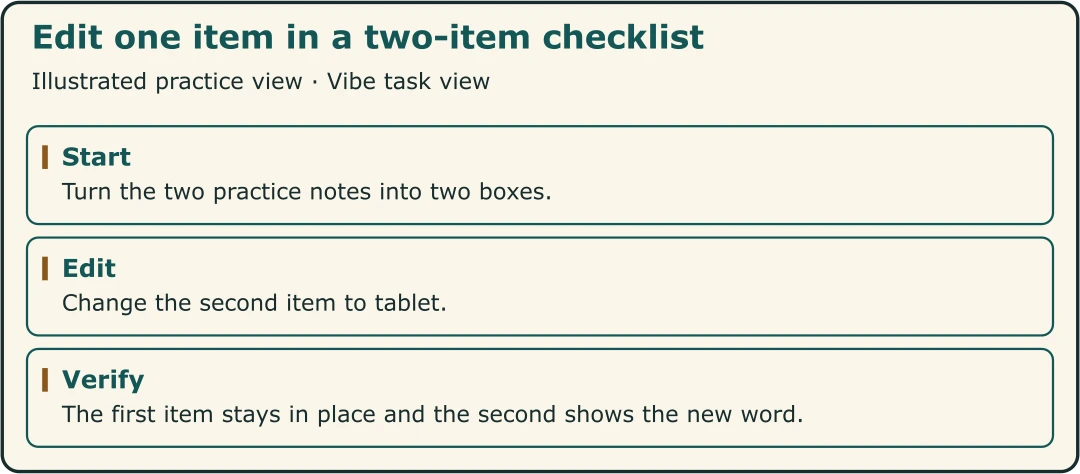 Edit one item in a two-item checklist
Illustrated practice view · Vibe task view
Start
Turn the two practice notes into two boxes.
Edit
Change the second item to tablet.
Verify
The first item stays in place and the second shows the new word.